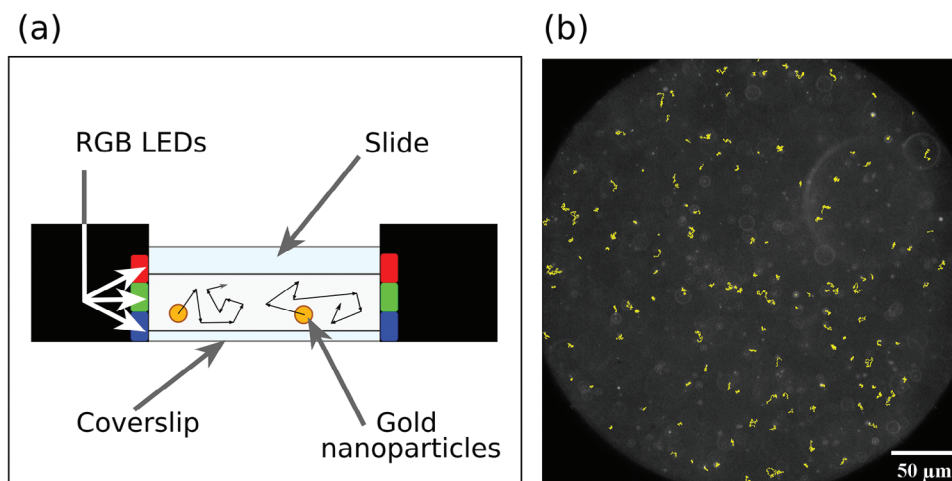 (a)
(b)
RGB LEDs
Slide
Coverslip
Gold
nanoparticles
50 µm